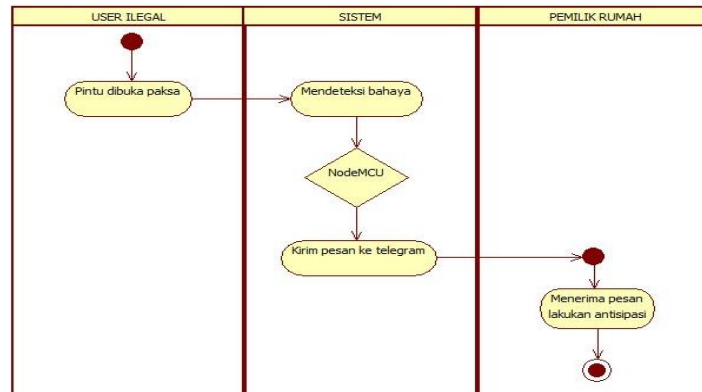 USER ILEGAL
SISTEM
PEMILIK RUMAH
Pintu dibuka paksa
Mendeteksi bahaya
NodeMCU
Kirim pesan ke telegram
Menerima pesan
lakukan antisipasi